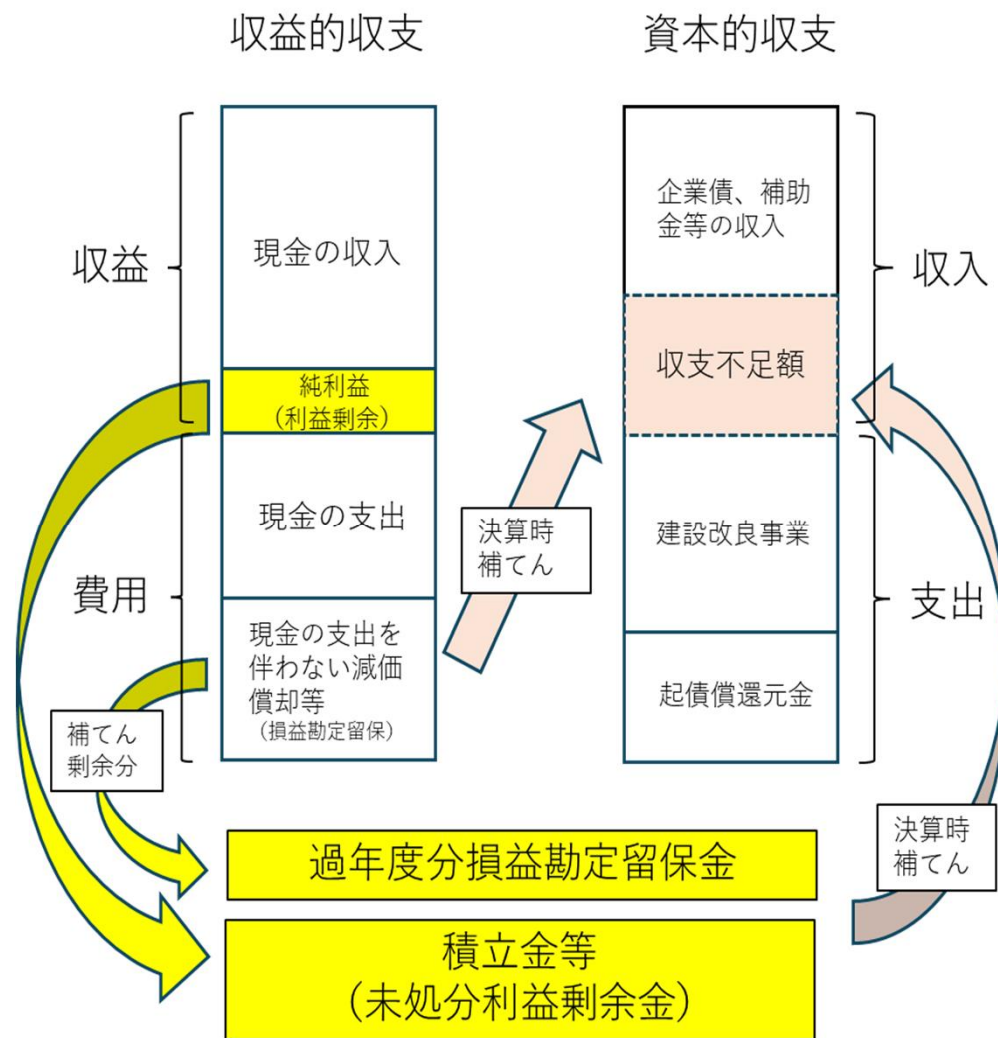 収益的収支
資本的収支
収益
現金の収入
純利益
（利益剰余）
費用
現金の支出
現金の支出を
伴わない減価
償却等
（損益勘定留保）
補てん
剰余分
決算時
補てん
企業債、補助
金等の収入
収支不足額
収入
建設改良事業
起債償還元金
支出
決算時
補てん
過年度分損益勘定留保金
積立金等
（未処分利益剰余金）